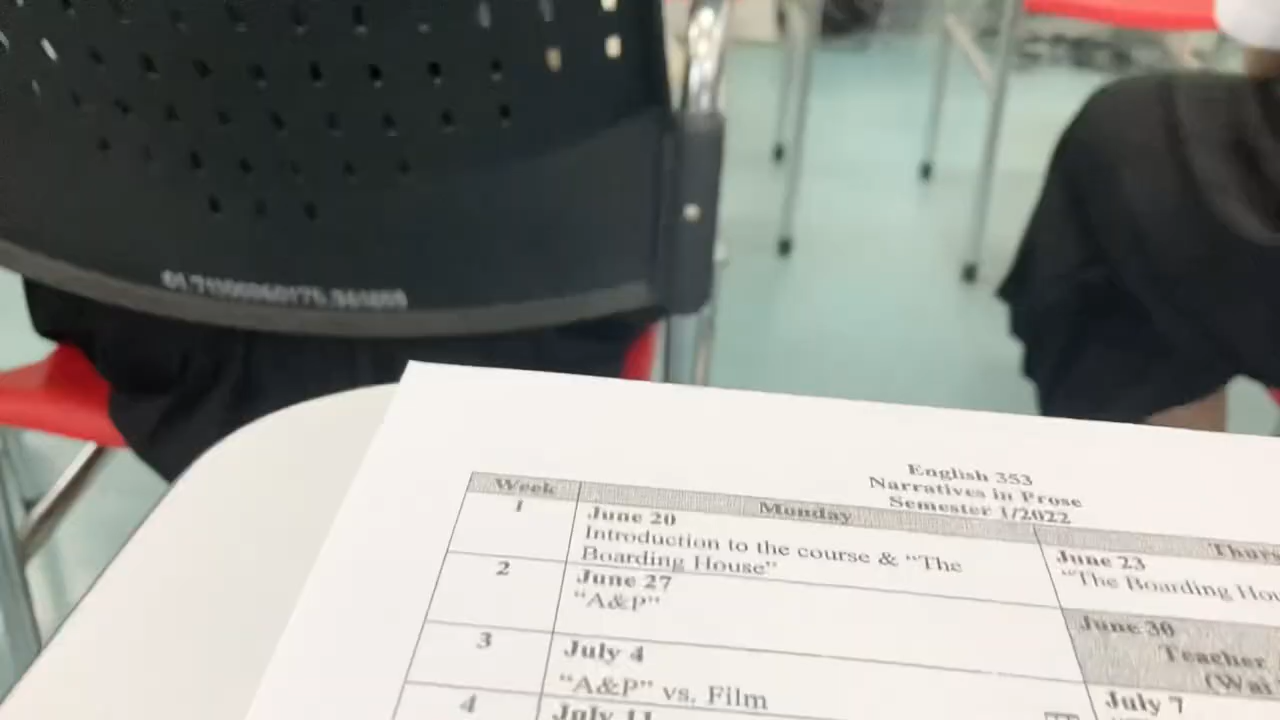 English 353
Narratives in Prose
Semester 1/2022
Week
Monday
1
June 20
Introduction to the course & “The
Boarding House”
June 23
“The Boarding
2
June 27
“A&P”
June 30
Teacher
3
July 4
“A&P” vs. Film
July 7
4
July 11